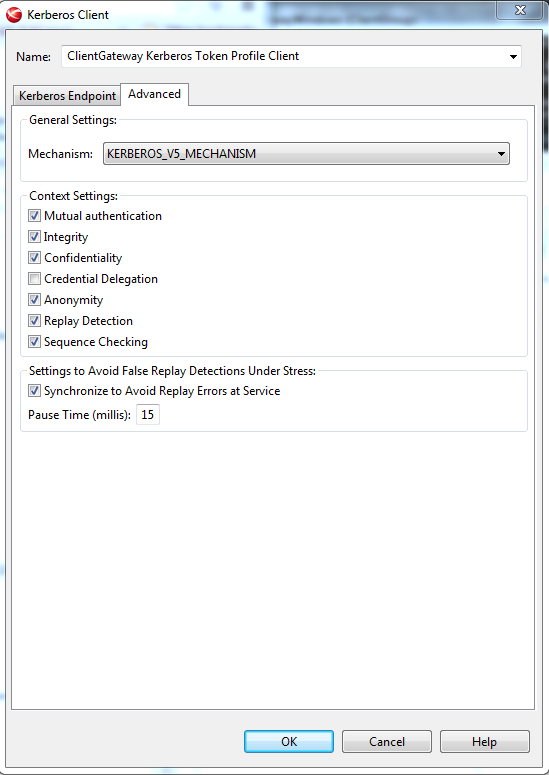 Kerberos Client
Name: ClientGateway Kerberos Token Profile Client
Kerberos Endpoint Advanced
General Settings:
Mechanism: KERBEROS_V5_MECHANISM
Context Settings:
Mutual authentication
Integrity
Confidentiality
Credential Delegation
Anonymity
Replay Detection
Sequence Checking
Settings to Avoid False Replay Detections Under Stress:
Synchronize to Avoid Replay Errors at Service
Pause Time (millis): 15
OK Cancel Help